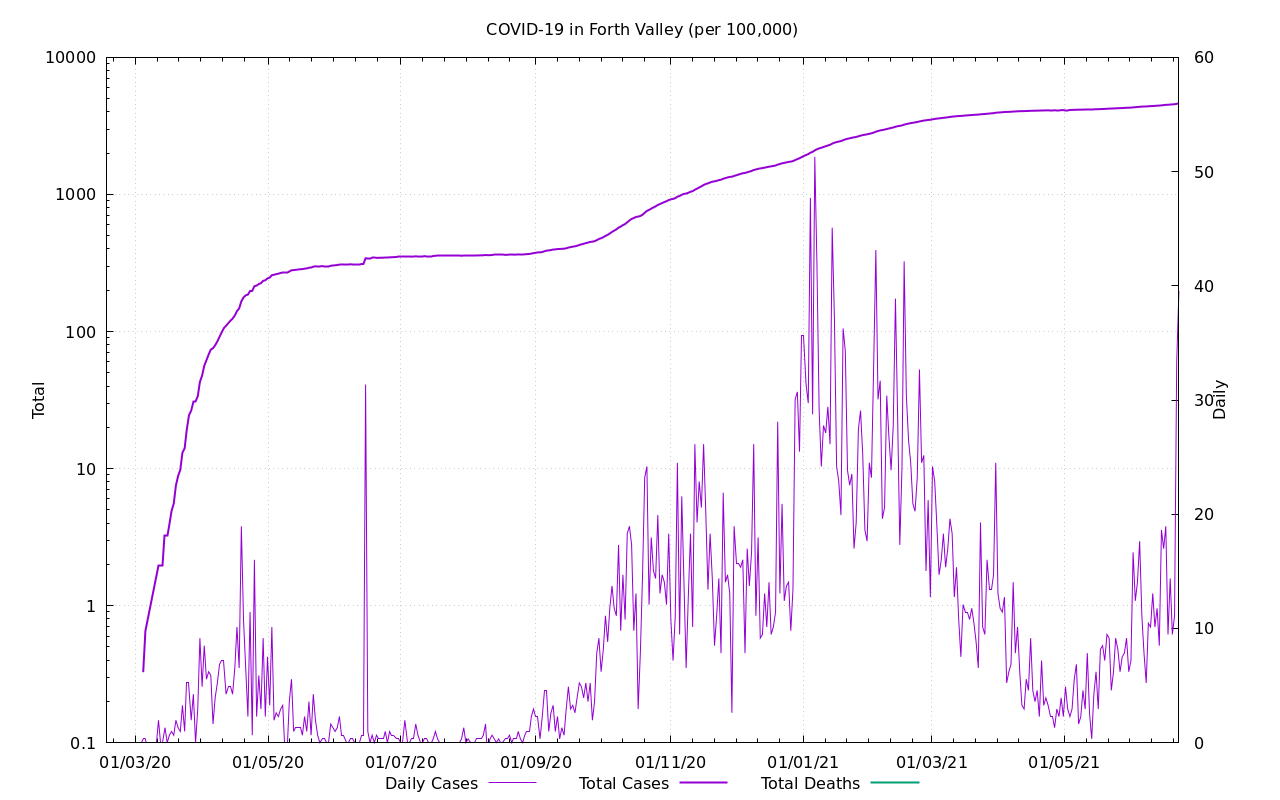 COVID-19 in Forth Valley (per 100,000)
10000
1000
100
10
1
0.1
Total
60
50
40
30
20
10
0
Daily
01/03/20 01/05/20 01/07/20 01/09/20 01/11/20 01/01/21 01/03/21 01/05/21
Daily Cases Total Cases Total Deaths